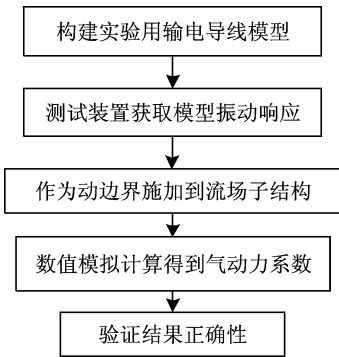 构建实验用输电导线模型
测试装置获取模型振动响应
作为动边界施加到流场子结构
数值模拟计算得到气动力系数
验证结果正确性